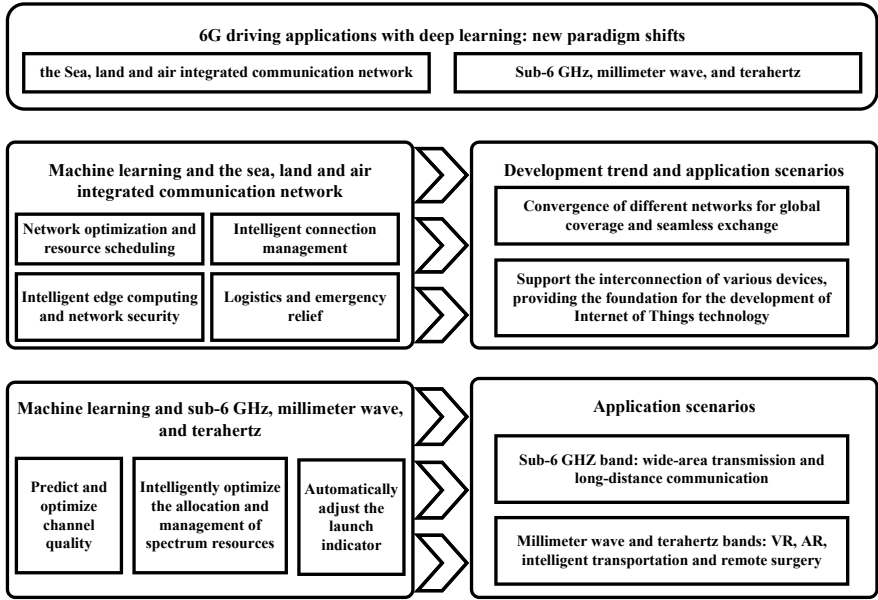 6G driving applications with deep learning: new paradigm shifts
the Sea, land and air integrated communication network
Sub-6 GHz, millimeter wave, and terahertz
Machine learning and the sea, land and air
integrated communication network
Network optimization and
resource scheduling
Intelligent connection
management
Intelligent edge computing
and network security
Logistics and emergency
relief
Development trend and application scenarios
Convergence of different networks for global
coverage and seamless exchange
Support the interconnection of various devices,
providing the foundation for the development of
Internet of Things technology
Machine learning and sub-6 GHz, millimeter wave,
and terahertz
Predict and
optimize
channel
quality
Intelligently optimize
the allocation and
management of
spectrum resources
Automatically
adjust the
launch
indicator
Application scenarios
Sub-6 GHZ band: wide-area transmission and
long-distance communication
Millimeter wave and terahertz bands: VR, AR,
intelligent transportation and remote surgery